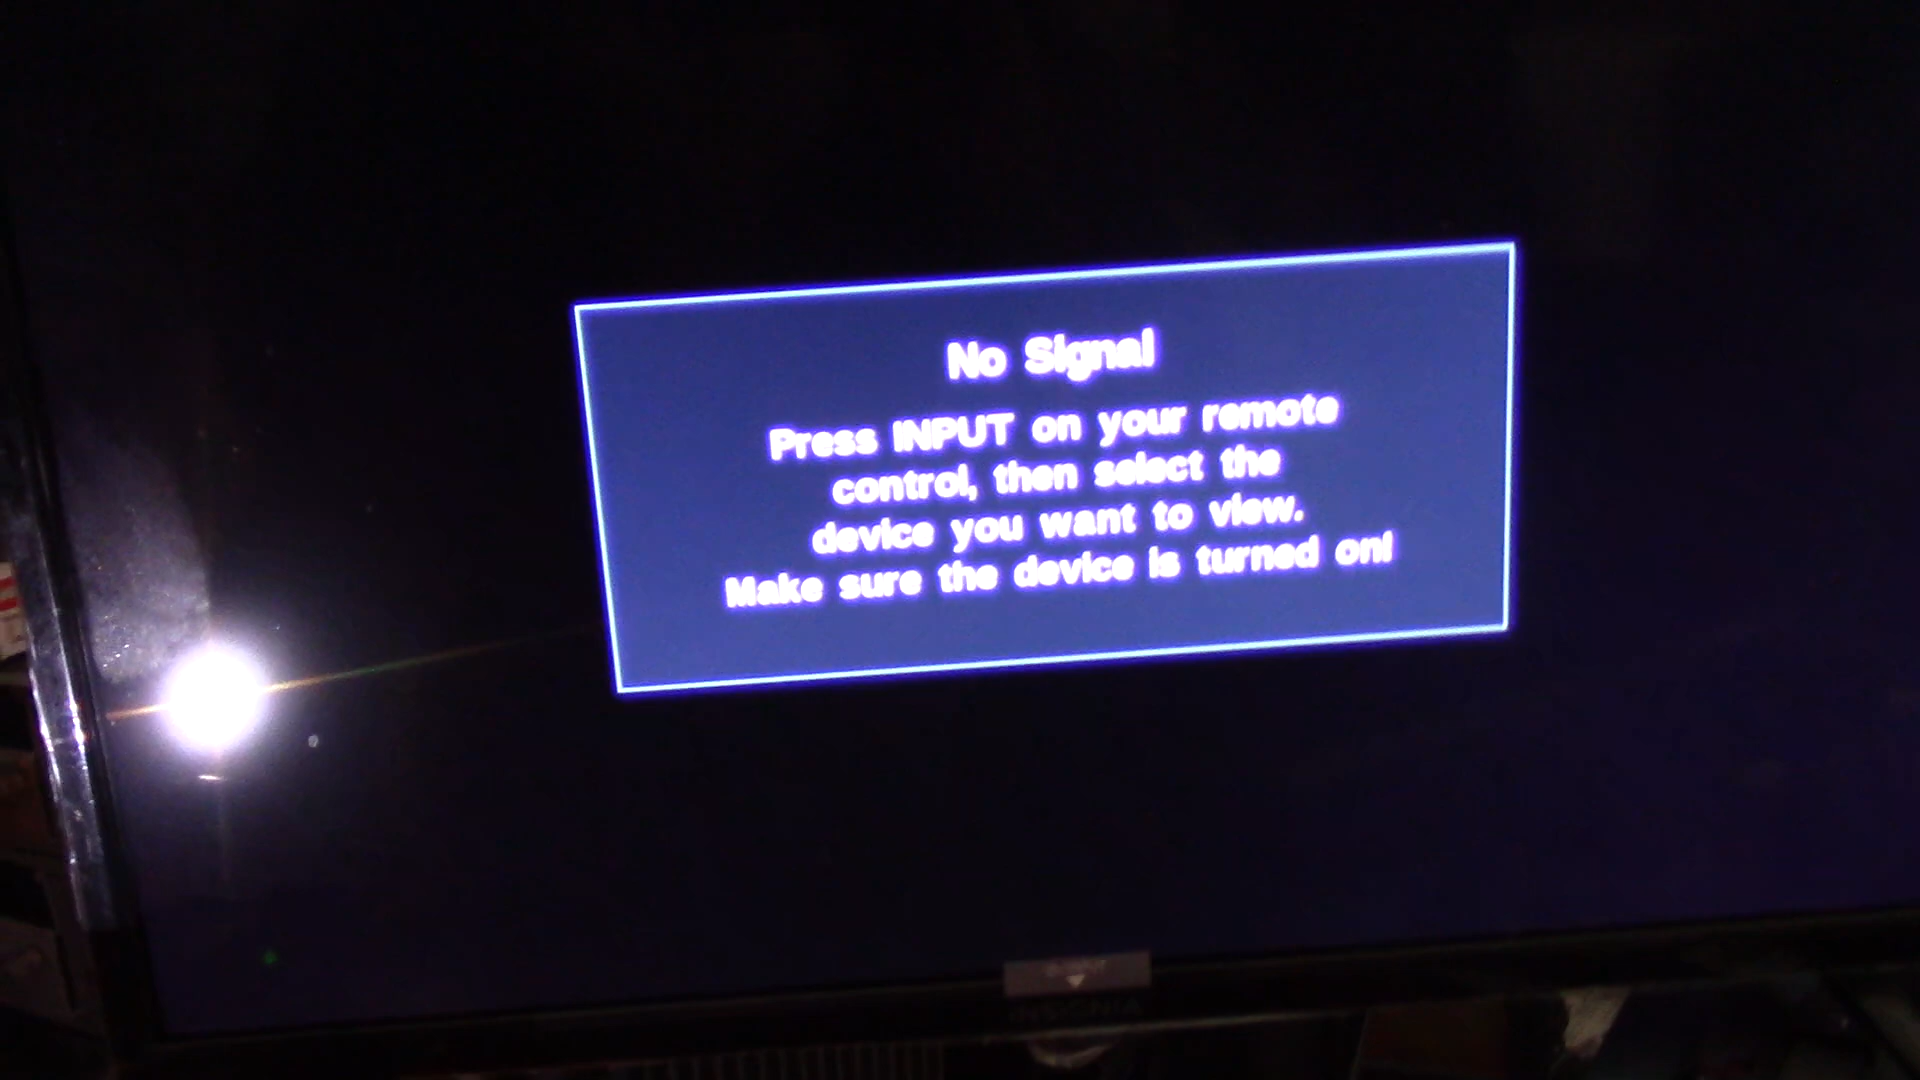 No Signal
Press INPUT on your remote
control, then select the
device you want to view.
Make sure the device is turned on!
INSIGNIA